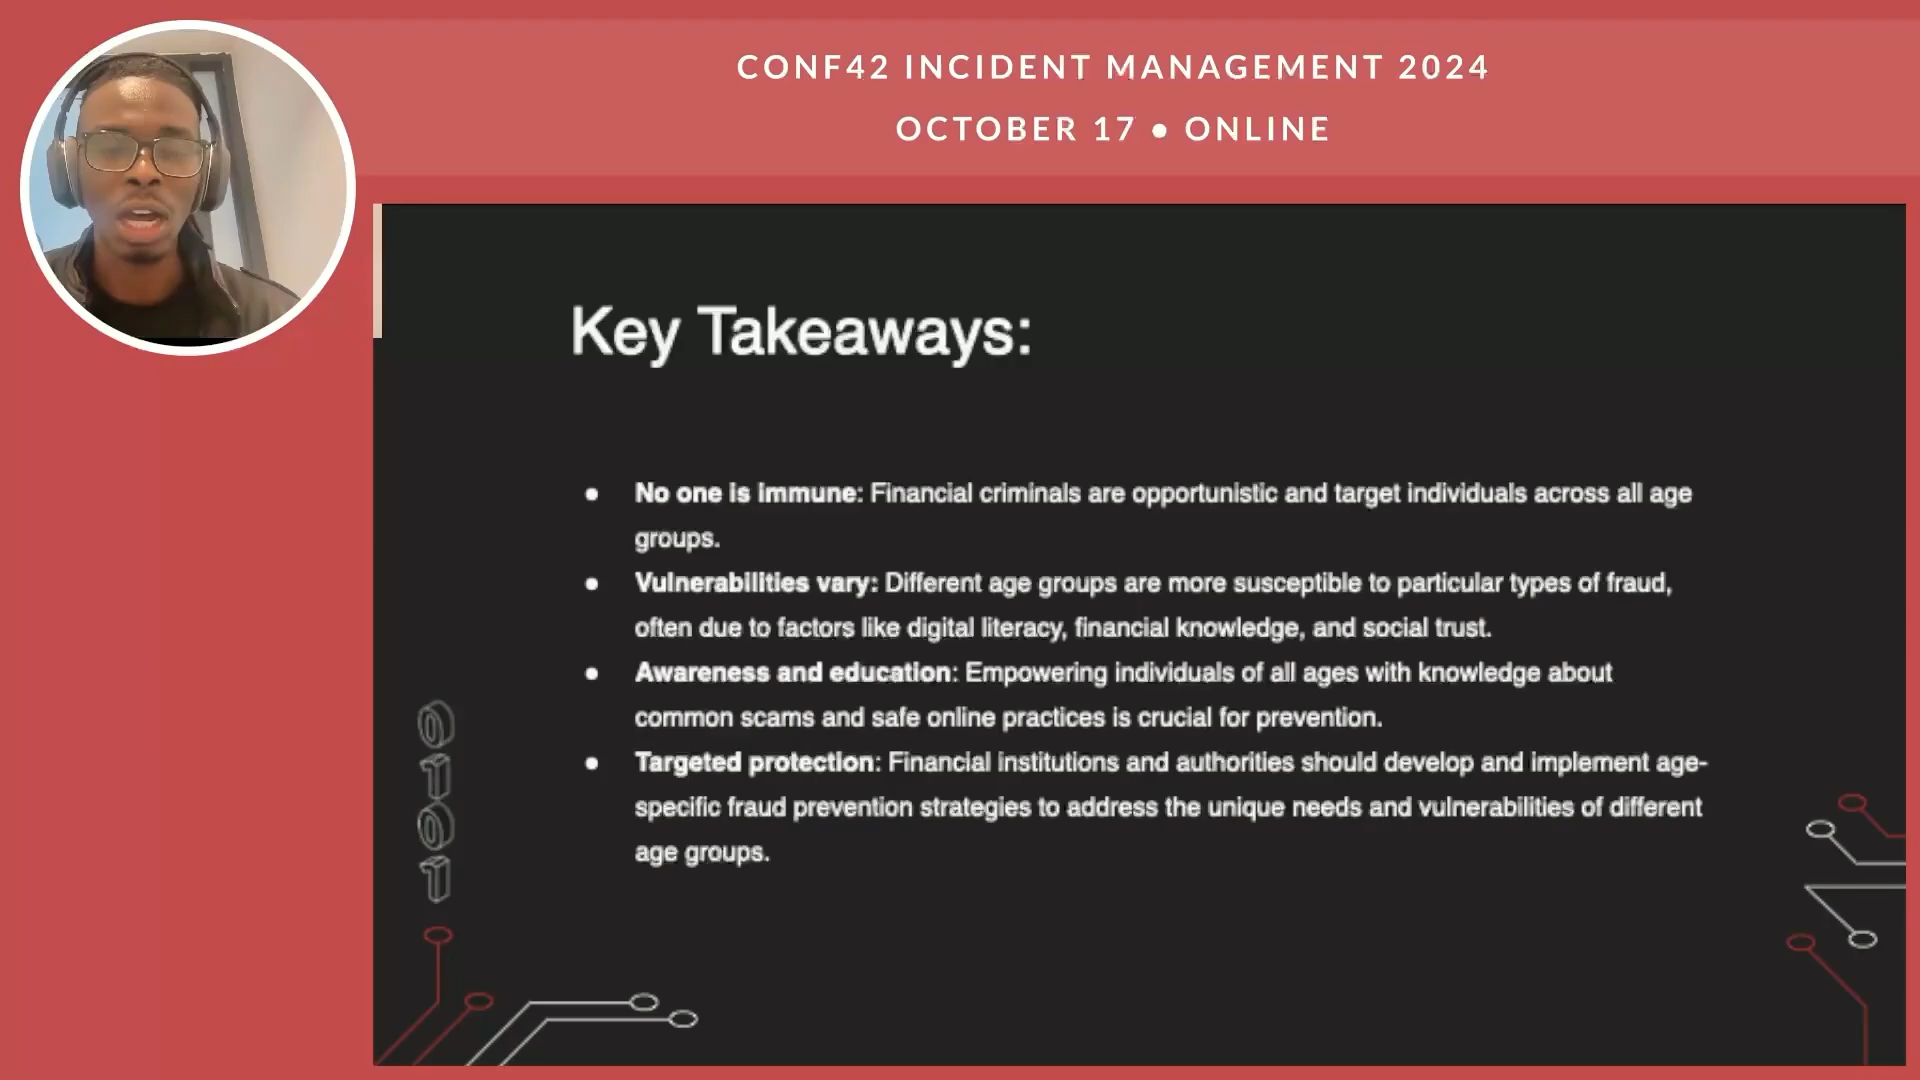 CONF42 INCIDENT MANAGEMENT 2024
OCTOBER 17 • ONLINE
Key Takeaways:
● No one is immune: Financial criminals are opportunistic and target individuals across all age
groups.
● Vulnerabilities vary: Different age groups are more susceptible to particular types of fraud,
often due to factors like digital literacy, financial knowledge, and social trust.
● Awareness and education: Empowering individuals of all ages with knowledge about
common scams and safe online practices is crucial for prevention.
● Targeted protection: Financial institutions and authorities should develop and implement age-
specific fraud prevention strategies to address the unique needs and vulnerabilities of different
age groups.
0
1
0
1